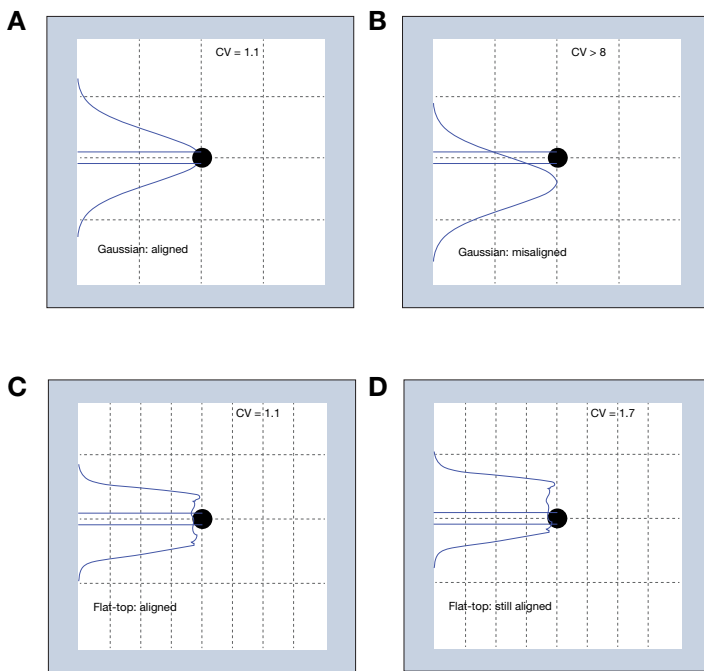 A
CV = 1.1
Gaussian: aligned
B
CV > 8
Gaussian: misaligned
C
CV = 1.1
Flat-top: aligned
D
CV = 1.7
Flat-top: still aligned